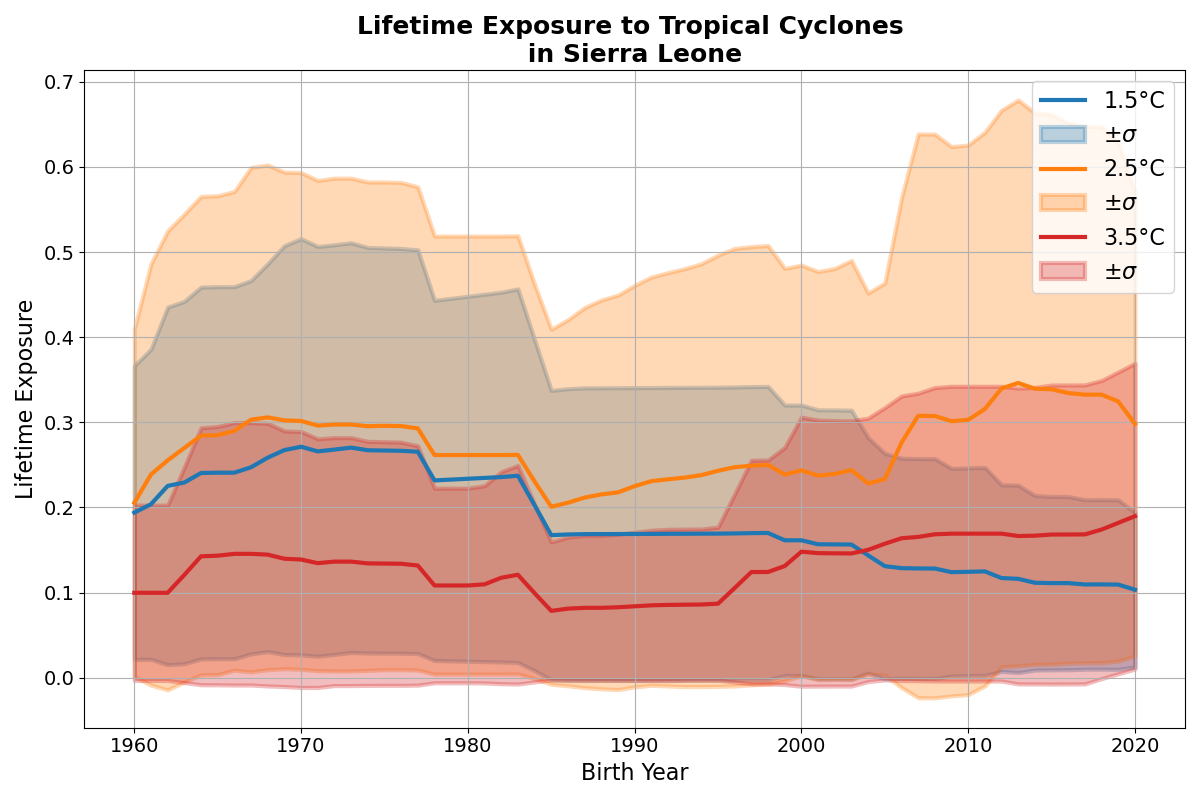 Lifetime Exposure to Tropical Cyclones
in Sierra Leone
Lifetime Exposure
0.7
0.6
0.5
0.4
0.3
0.2
0.1
0.0
1960 1970 1980 1990 2000 2010 2020
Birth Year
1.5°C
±σ
2.5°C
±σ
3.5°C
±σ